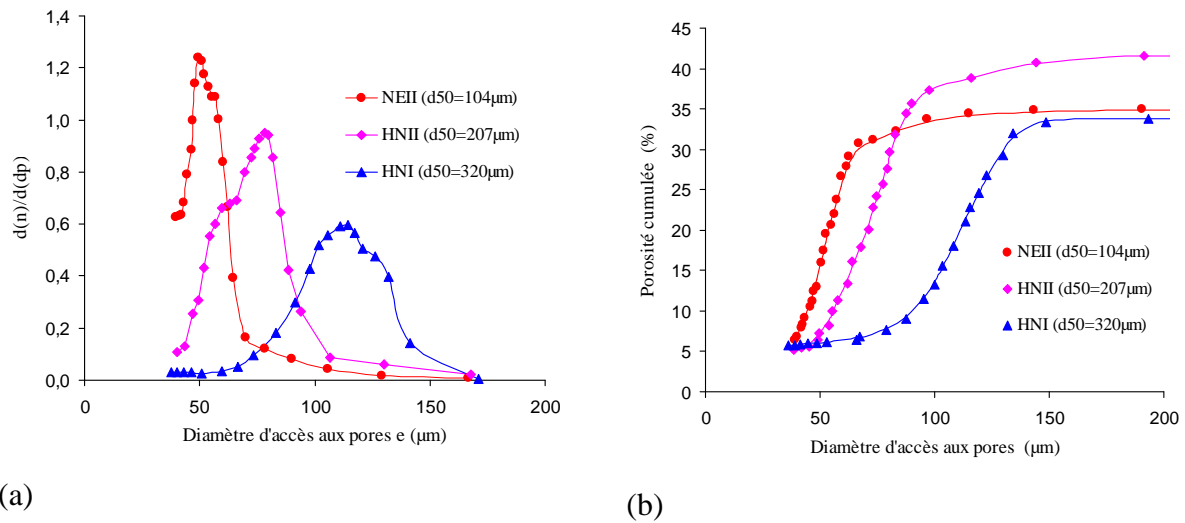 1,4
1,2
1,0
0,8
0,6
0,4
0,2
0,0
d(n)/d(dp)
0
50
100
150
200
Diamètre d'accès aux pores e (µm)
NEII (d50=104µm)
HNII (d50=207µm)
HNI (d50=320µm)
(a)
45
40
35
30
25
20
15
10
5
0
Porosité cumulée (%)
0
50
100
150
200
Diamètre d'accès aux pores (µm)
NEII (d50=104µm)
HNII (d50=207µm)
HNI (d50=320µm)
(b)